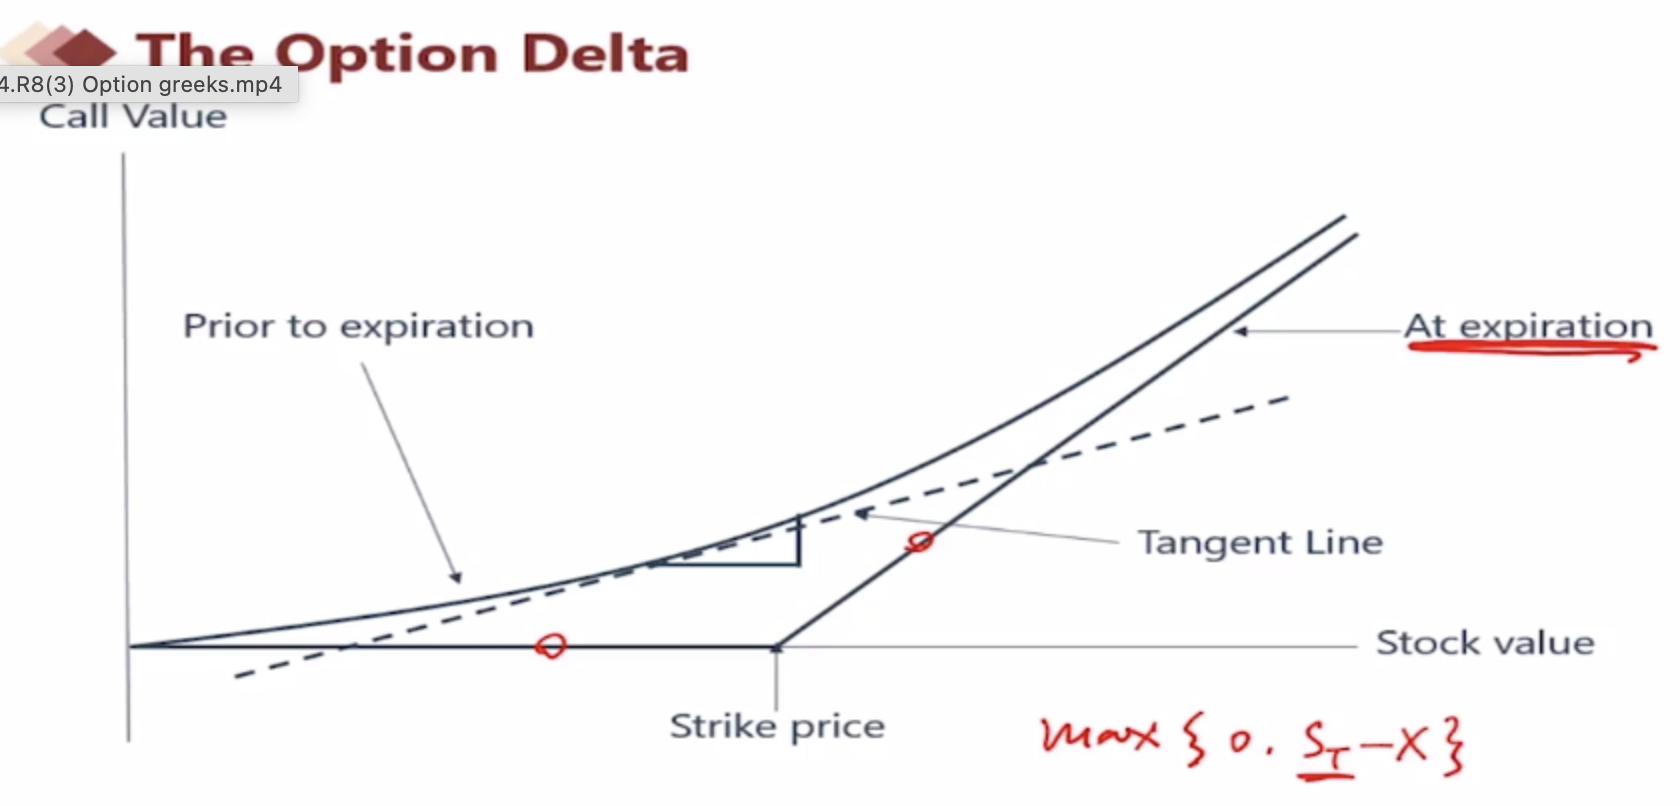 The Option Delta
4.R8(3) Option greeks.mp4
Call Value
Prior to expiration
At expiration
Tangent Line
Stock value
Strike price
max { 0. S_T - X }